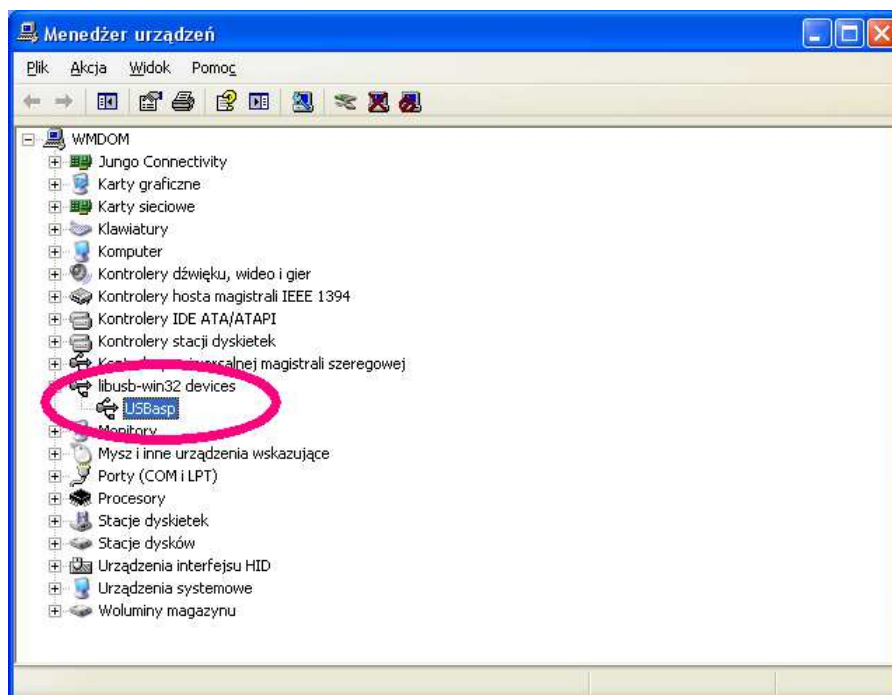 Menedżer urządzeń
Plik Akcja Widok Pomoc
WMDOM
Jungo Connectivity
Karty graficzne
Karty sieciowe
Klawiatury
Komputer
Kontrolery dźwięku, wideo i gier
Kontrolery hosta magistrali IEEE 1394
Kontrolery IDE ATA/ATAPI
Kontrolery stacji dyskietek
Kontrolery uniwersalnej magistrali szeregowej
libusb-win32 devices
USBasp
Monitory
Mysz i inne urządzenia wskazujące
Porty (COM i LPT)
Procesory
Stacje dyskietek
Stacje dysków
Urządzenia interfejsu HID
Urządzenia systemowe
Woluminy magazynu